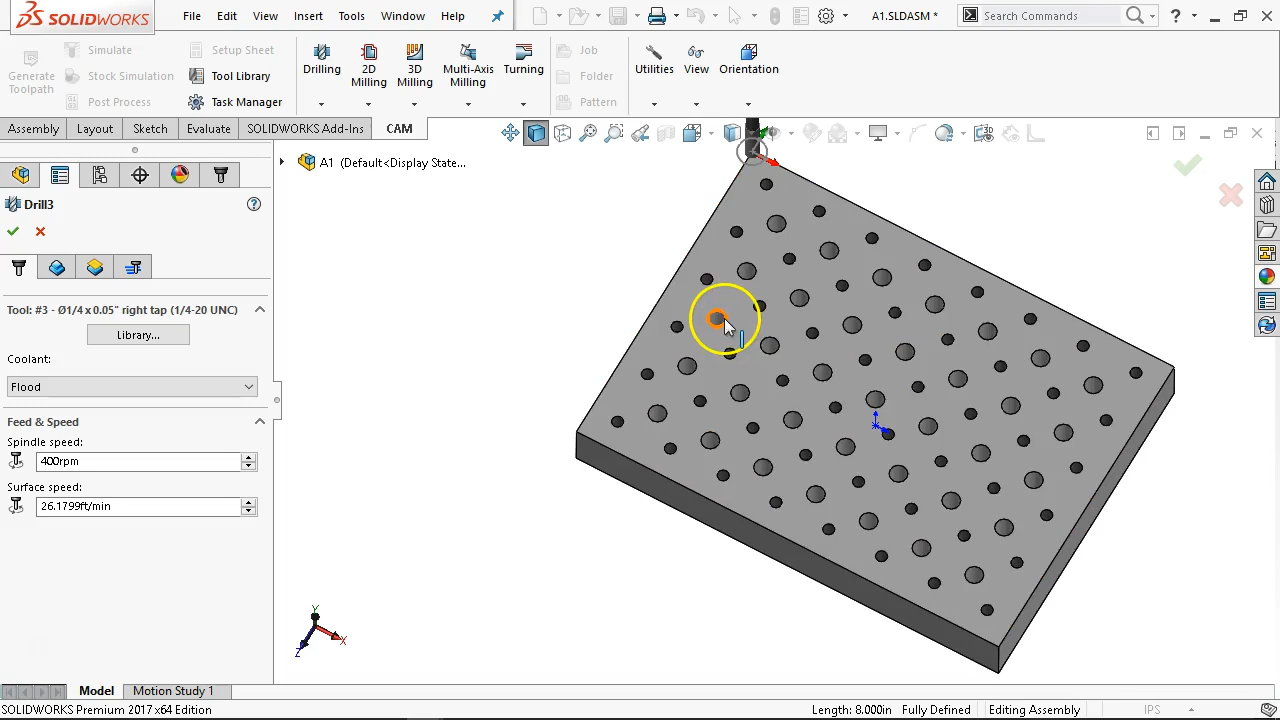 SOLIDWORKS
File Edit View Insert Tools Window Help
A1.SLDASM *
Search Commands
Generate Toolpath
Simulate
Stock Simulation
Post Process
Setup Sheet
Tool Library
Task Manager
Drilling
2D Milling
3D Milling
Multi-Axis Milling
Turning
Job
Folder
Pattern
Utilities
View
Orientation
Assembly Layout Sketch Evaluate SOLIDWORKS Add-Ins CAM
A1 (Default<Display State...
Drill3
Tool: #3 - Ø1/4 x 0.05" right tap (1/4-20 UNC)
Library...
Coolant:
Flood
Feed & Speed
Spindle speed:
400rpm
Surface speed:
26.1799ft/min
Y
X
Z
Model Motion Study 1
SOLIDWORKS Premium 2017 x64 Edition
Length: 8.000in Fully Defined Editing Assembly IPS